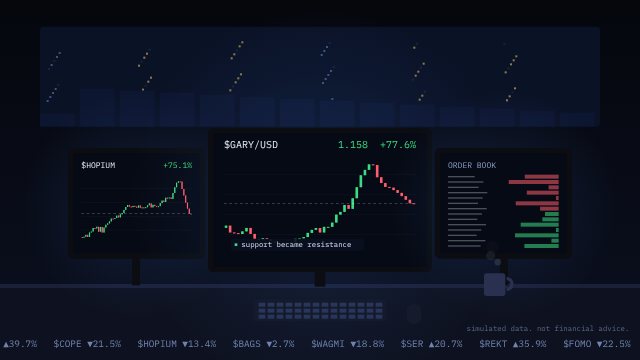 $HOPIUM +75.1%
$GARY/USD 1.158 +77.6%
ORDER BOOK
support became resistance
simulated data. not financial advice.
▲39.7% $COPE ▼21.5% $HOPIUM ▼13.4% $BAGS ▼2.7% $WAGMI ▼18.8% $SER ▲20.7% $REKT ▲35.9% $FOMO ▼22.5%